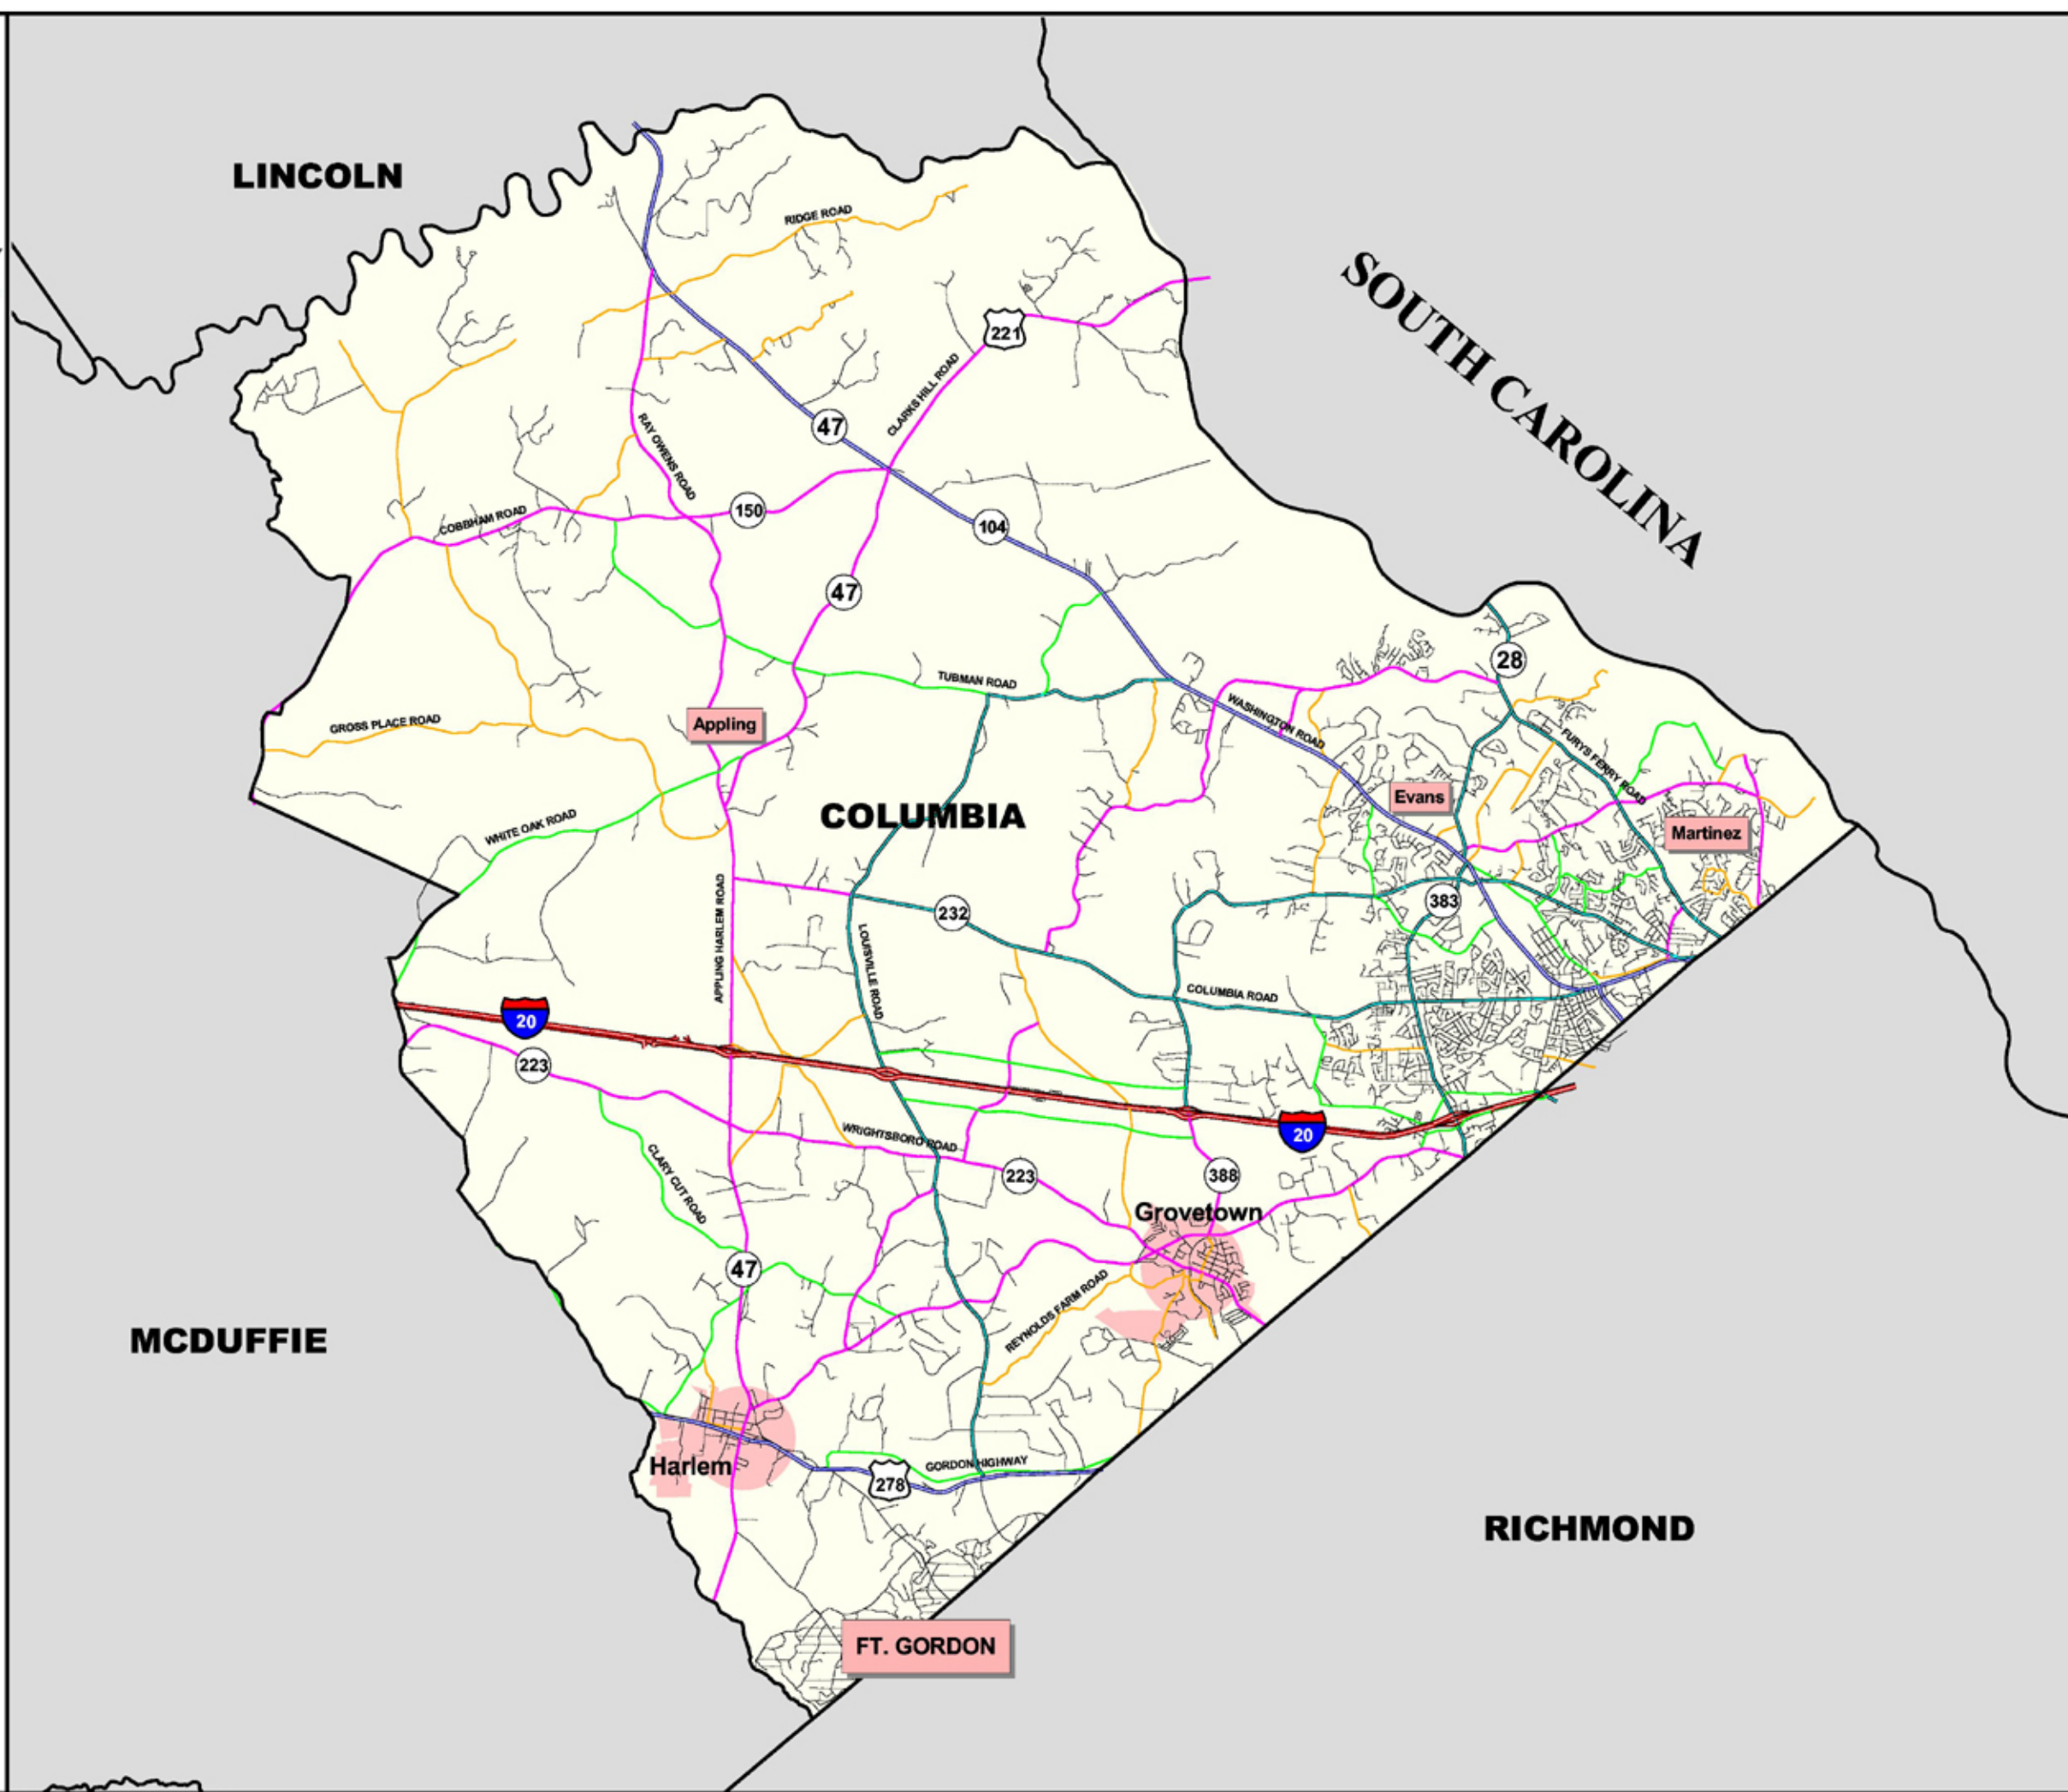 LINCOLN
RIDGE ROAD
SOUTH CAROLINA
221
CLARKS HILL ROAD
47
RAY OWENS ROAD
150
COBBHAM ROAD
104
47
28
TUBMAN ROAD
WASHINGTON ROAD
GROSS PLACE ROAD
Appling
FURYS FERRY ROAD
Evans
COLUMBIA
WHITE OAK ROAD
Martinez
383
232
APPLING HARLEM ROAD
LOUISVILLE ROAD
COLUMBIA ROAD
20
223
20
WRIGHTSBORO ROAD
223
388
CLARY CUT ROAD
Grovetown
47
REYNOLDS FARM ROAD
MCDUFFIE
Harlem
GORDON HIGHWAY
278
RICHMOND
FT. GORDON